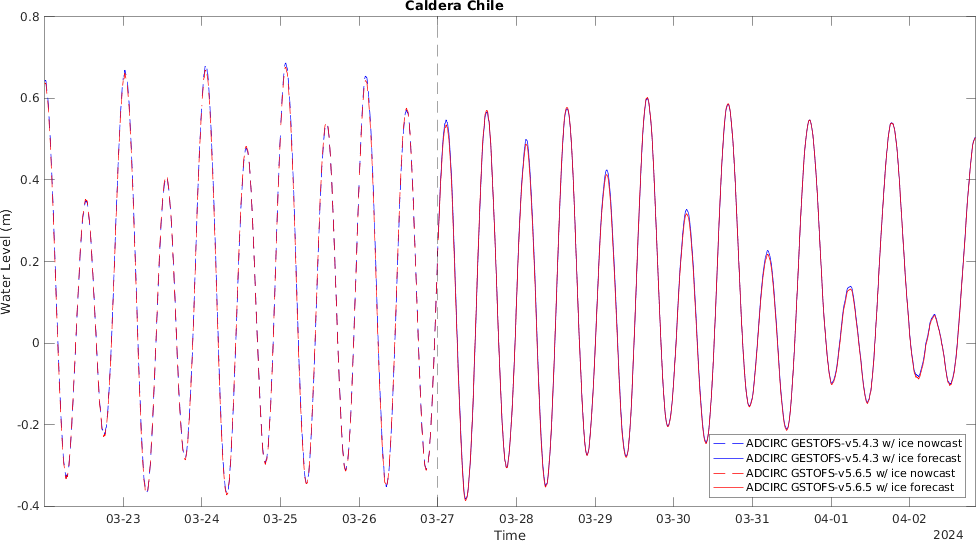 Caldera Chile
0.8
0.6
0.4
0.2
0
-0.2
-0.4
Water Level (m)
ADCIRC GESTOFS-v5.4.3 w/ ice nowcast
ADCIRC GESTOFS-v5.4.3 w/ ice forecast
ADCIRC GSTOFS-v5.6.5 w/ ice nowcast
ADCIRC GSTOFS-v5.6.5 w/ ice forecast
03-23 03-24 03-25 03-26 03-27 03-28 03-29 03-30 03-31 04-01 04-02
Time 2024